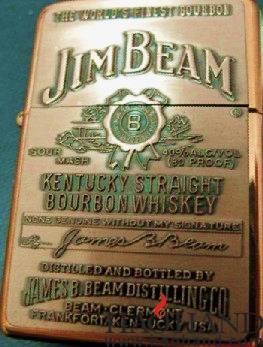 THE WORLD'S FINEST BOURBON
JIM BEAM
B
SOUR
MASH
40% ALC/VOL
(80 PROOF)
KENTUCKY STRAIGHT
BOURBON WHISKEY
NONE GENUINE WITHOUT MY SIGNATURE
James B. Beam
DISTILLED AND BOTTLED BY
JAMES B. BEAM DISTILLING CO.
BEAM-CLERMONT
FRANKFORT, KENTUCKY U.S.A.